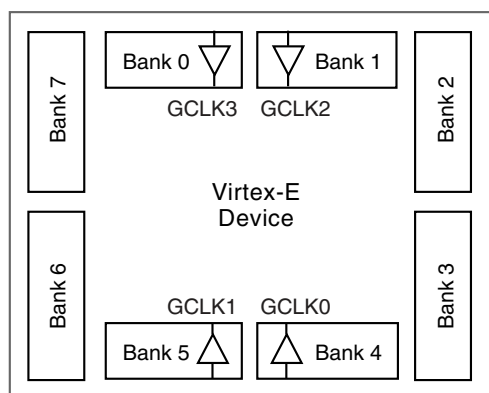 Bank 0
Bank 1
GCLK3
GCLK2
Bank 7
Bank 2
Virtex-E
Device
Bank 6
Bank 3
GCLK1
GCLK0
Bank 5
Bank 4